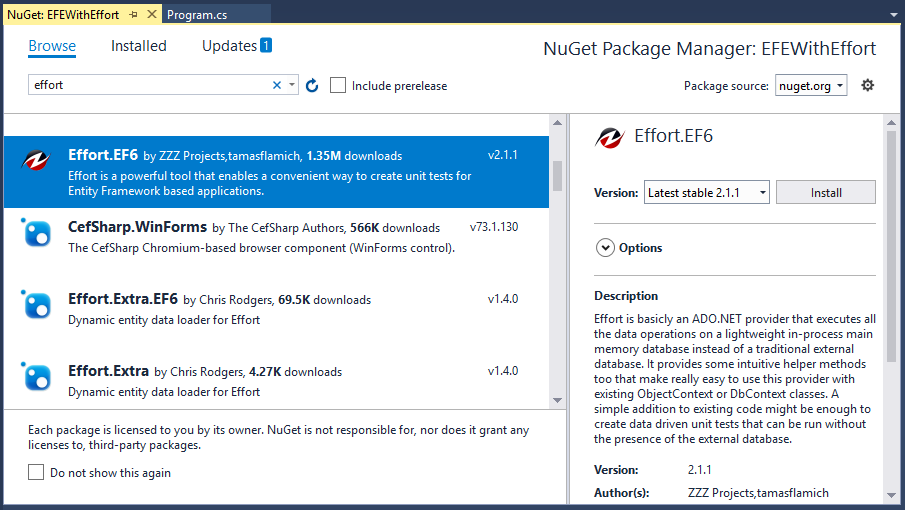 NuGet: EFEWithEffort
Program.cs
Browse Installed Updates 1
NuGet Package Manager: EFEWithEffort
effort
Include prerelease
Package source: nuget.org
Effort.EF6 by ZZZ Projects,tamasflamich, 1.35M downloads v2.1.1
Effort is a powerful tool that enables a convenient way to create unit tests for
Entity Framework based applications.
CefSharp.WinForms by The CefSharp Authors, 566K downloads v73.1.130
The CefSharp Chromium-based browser component (WinForms control).
Effort.Extra.EF6 by Chris Rodgers, 69.5K downloads v1.4.0
Dynamic entity data loader for Effort
Effort.Extra by Chris Rodgers, 4.27K downloads v1.4.0
Dynamic entity data loader for Effort
Each package is licensed to you by its owner. NuGet is not responsible for, nor does it grant any
licenses to, third-party packages.
Do not show this again
Effort.EF6
Version: Latest stable 2.1.1 Install
Options
Description
Effort is basicly an ADO.NET provider that executes all
the data operations on a lightweight in-process main
memory database instead of a traditional external
database. It provides some intuitive helper methods
too that make really easy to use this provider with
existing ObjectContext or DbContext classes. A
simple addition to existing code might be enough to
create data driven unit tests that can be run without
the presence of the external database.
Version: 2.1.1
Author(s): ZZZ Projects,tamasflamich